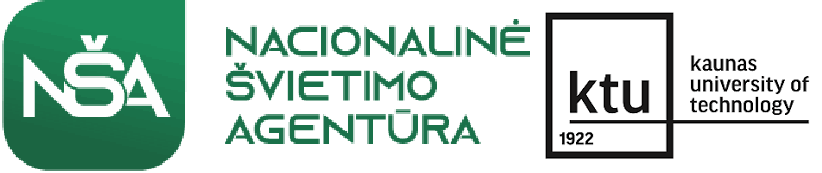 NŠA
NACIONALINĖ
ŠVIETIMO
AGENTŪRA
ktu
1922
kaunas
university of
technology